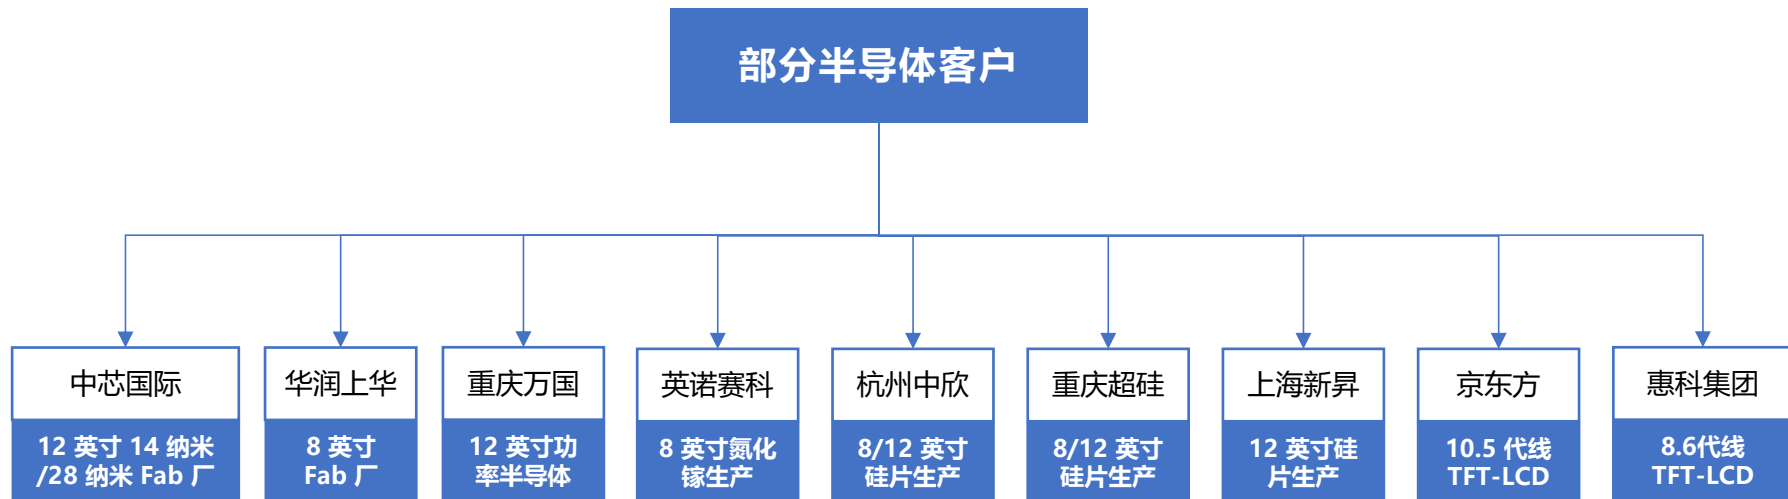 部分半导体客户
中芯国际
12 英寸 14 纳米
/28 纳米 Fab 厂
华润上华
8 英寸
Fab 厂
重庆万国
12 英寸功
率半导体
英诺赛科
8 英寸氮化
镓生产
杭州中欣
8/12 英寸
硅片生产
重庆超硅
8/12 英寸
硅片生产
上海新昇
12 英寸硅
片生产
京东方
10.5 代线
TFT-LCD
惠科集团
8.6代线
TFT-LCD